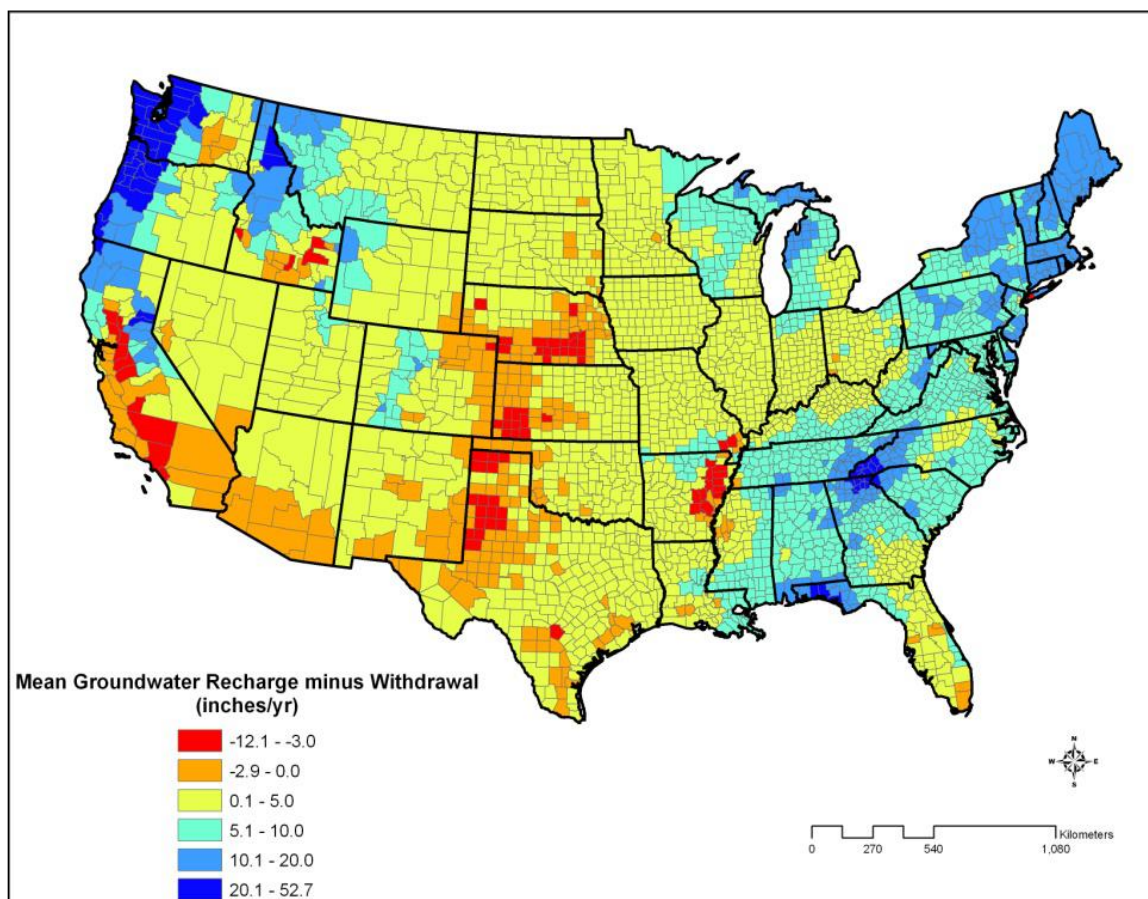 Mean Groundwater Recharge minus Withdrawal
(inches/yr)
-12.1 - -3.0
-2.9 - 0.0
0.1 - 5.0
5.1 - 10.0
10.1 - 20.0
20.1 - 52.7
N
W E
S
Kilometers
0 270 540 1,080